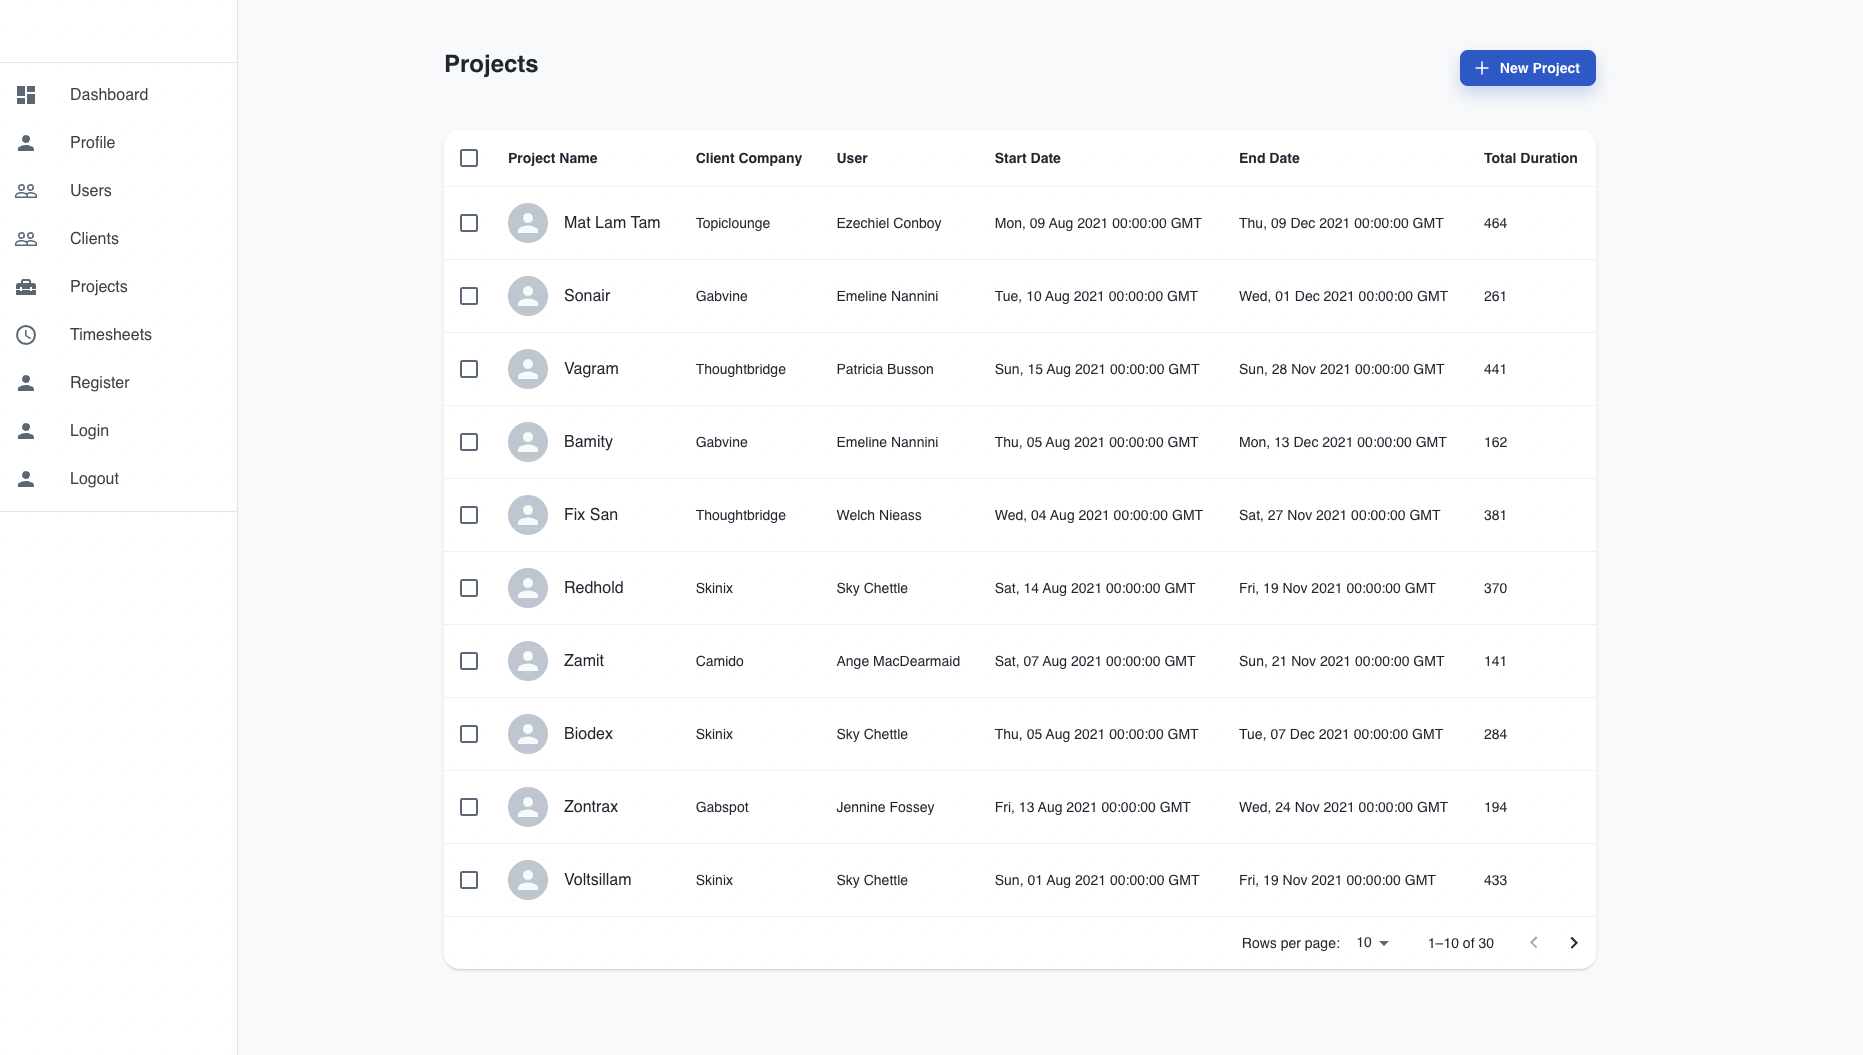 Dashboard
Profile
Users
Clients
Projects
Timesheets
Register
Login
Logout
Projects
New Project
Project Name Client Company User Start Date End Date Total Duration
Mat Lam Tam Topiclounge Ezechiel Conboy Mon, 09 Aug 2021 00:00:00 GMT Thu, 09 Dec 2021 00:00:00 GMT 464
Sonair Gabvine Emeline Nannini Tue, 10 Aug 2021 00:00:00 GMT Wed, 01 Dec 2021 00:00:00 GMT 261
Vagram Thoughtbridge Patricia Busson Sun, 15 Aug 2021 00:00:00 GMT Sun, 28 Nov 2021 00:00:00 GMT 441
Bamity Gabvine Emeline Nannini Thu, 05 Aug 2021 00:00:00 GMT Mon, 13 Dec 2021 00:00:00 GMT 162
Fix San Thoughtbridge Welch Nieass Wed, 04 Aug 2021 00:00:00 GMT Sat, 27 Nov 2021 00:00:00 GMT 381
Redhold Skinix Sky Chettle Sat, 14 Aug 2021 00:00:00 GMT Fri, 19 Nov 2021 00:00:00 GMT 370
Zamit Camido Ange MacDearmaid Sat, 07 Aug 2021 00:00:00 GMT Sun, 21 Nov 2021 00:00:00 GMT 141
Biodex Skinix Sky Chettle Thu, 05 Aug 2021 00:00:00 GMT Tue, 07 Dec 2021 00:00:00 GMT 284
Zontrax Gabspot Jennine Fossey Fri, 13 Aug 2021 00:00:00 GMT Wed, 24 Nov 2021 00:00:00 GMT 194
Voltsillam Skinix Sky Chettle Sun, 01 Aug 2021 00:00:00 GMT Fri, 19 Nov 2021 00:00:00 GMT 433
Rows per page: 10 1–10 of 30